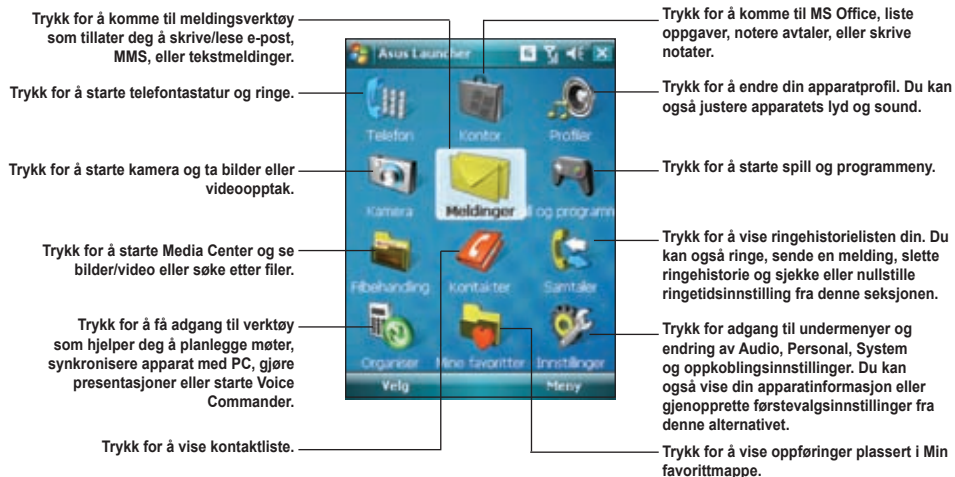 Trykk for å komme til meldingsverktøy
som tillater deg å skrive/lese e-post,
MMS, eller tekstmeldinger.
Trykk for å starte telefontastatur og ringe.
Trykk for å starte kamera og ta bilder eller
videoopptak.
Trykk for å starte Media Center og se
bilder/video eller søke etter filer.
Trykk for å få adgang til verktøy
som hjelper deg å planlegge møter,
synkronisere apparat med PC, gjøre
presentasjoner eller starte Voice
Commander.
Trykk for å vise kontaktliste.
Asus Launcher
Telefon
Kontor
Profiler
Kamera
Meldinger
ll og programn
Filbehandling
Kontakter
Samtaler
Organiser
Mine favoritter
Innstillinger
Velg
Meny
Trykk for å komme til MS Office, liste
oppgaver, notere avtaler, eller skrive
notater.
Trykk for å endre din apparatprofil. Du kan
også justere apparatets lyd og sound.
Trykk for å starte spill og programmeny.
Trykk for å vise ringehistorielisten din. Du
kan også ringe, sende en melding, slette
ringehistorie og sjekke eller nullstille
ringetidsinnstilling fra denne seksjonen.
Trykk for adgang til undermenyer og
endring av Audio, Personal, System
og oppkoblingsinnstillinger. Du kan
også vise din apparatinformasjon eller
gjenopprette førstevalgsinnstillinger fra
denne alternativet.
Trykk for å vise oppføringer plassert i Min
favorittmappe.